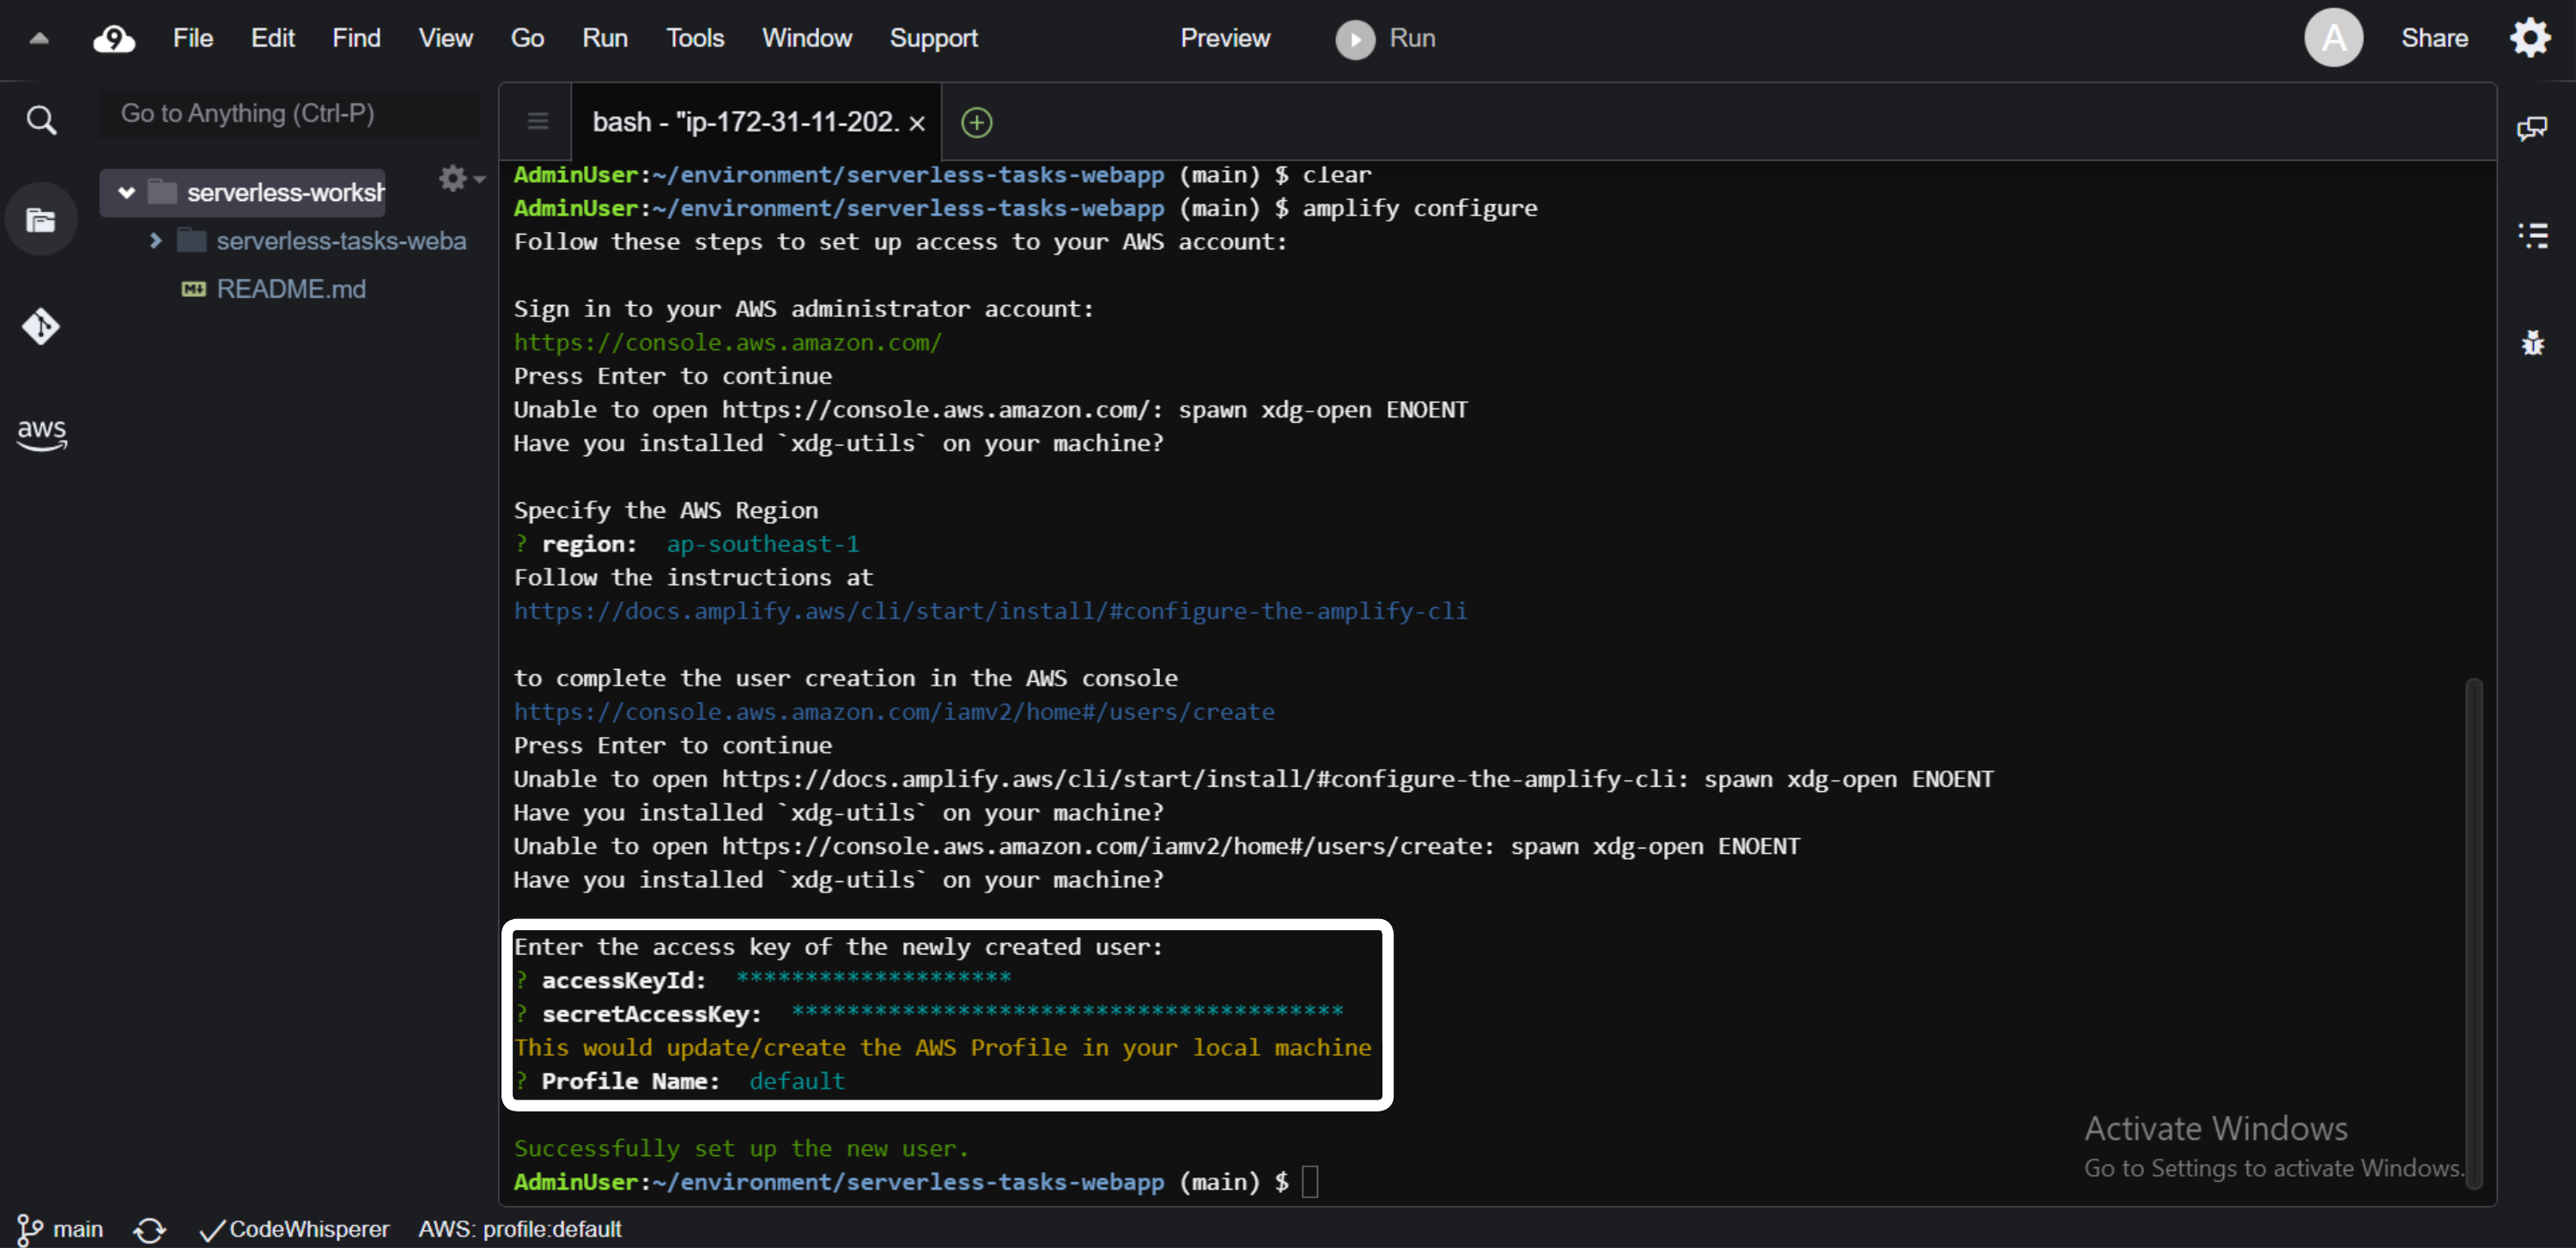 9 File Edit Find View Go Run Tools Window Support Preview Run A Share
Go to Anything (Ctrl-P)
bash - "ip-172-31-11-202. ×
serverless-worksh
serverless-tasks-weba
M↓ README.md
aws
AdminUser:~/environment/serverless-tasks-webapp (main) $ clear
AdminUser:~/environment/serverless-tasks-webapp (main) $ amplify configure
Follow these steps to set up access to your AWS account:
Sign in to your AWS administrator account:
https://console.aws.amazon.com/
Press Enter to continue
Unable to open https://console.aws.amazon.com/: spawn xdg-open ENOENT
Have you installed `xdg-utils` on your machine?
Specify the AWS Region
? region:  ap-southeast-1
Follow the instructions at
https://docs.amplify.aws/cli/start/install/#configure-the-amplify-cli
to complete the user creation in the AWS console
https://console.aws.amazon.com/iamv2/home#/users/create
Press Enter to continue
Unable to open https://docs.amplify.aws/cli/start/install/#configure-the-amplify-cli: spawn xdg-open ENOENT
Have you installed `xdg-utils` on your machine?
Unable to open https://console.aws.amazon.com/iamv2/home#/users/create: spawn xdg-open ENOENT
Have you installed `xdg-utils` on your machine?
Enter the access key of the newly created user:
? accessKeyId:  ********************
? secretAccessKey:  ****************************************
This would update/create the AWS Profile in your local machine
? Profile Name:  default
Successfully set up the new user.
AdminUser:~/environment/serverless-tasks-webapp (main) $
Activate Windows
Go to Settings to activate Windows.
main ✓CodeWhisperer AWS: profile:default